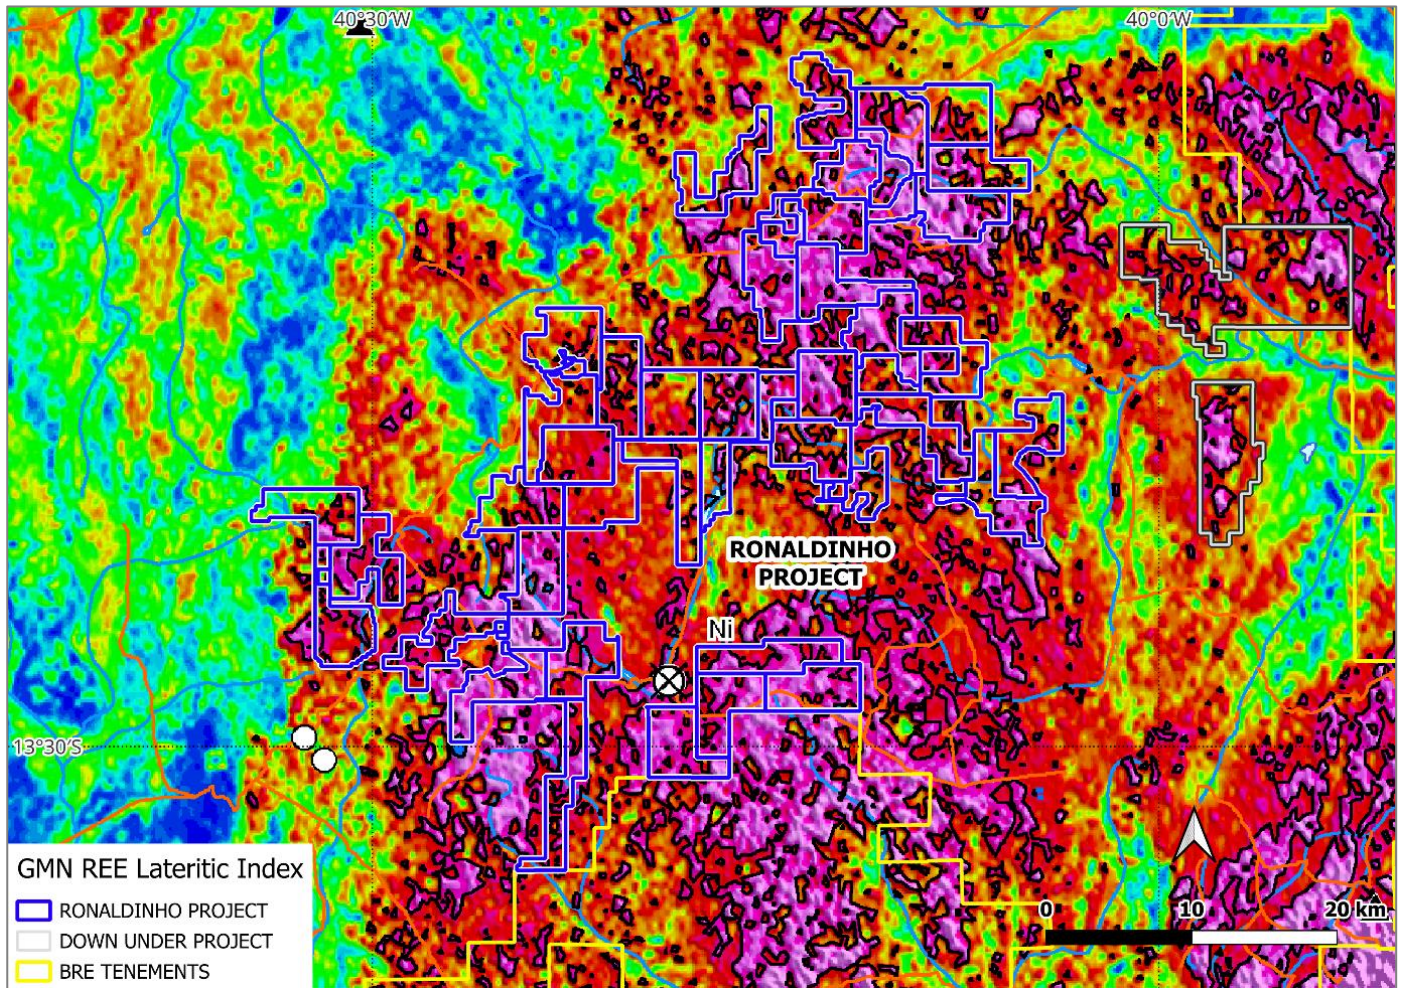 40°30′W
40°0′W
RONALDINHO
PROJECT
Ni
13°30′S
GMN REE Lateritic Index
RONALDINHO PROJECT
DOWN UNDER PROJECT
BRE TENEMENTS
0
10
20 km